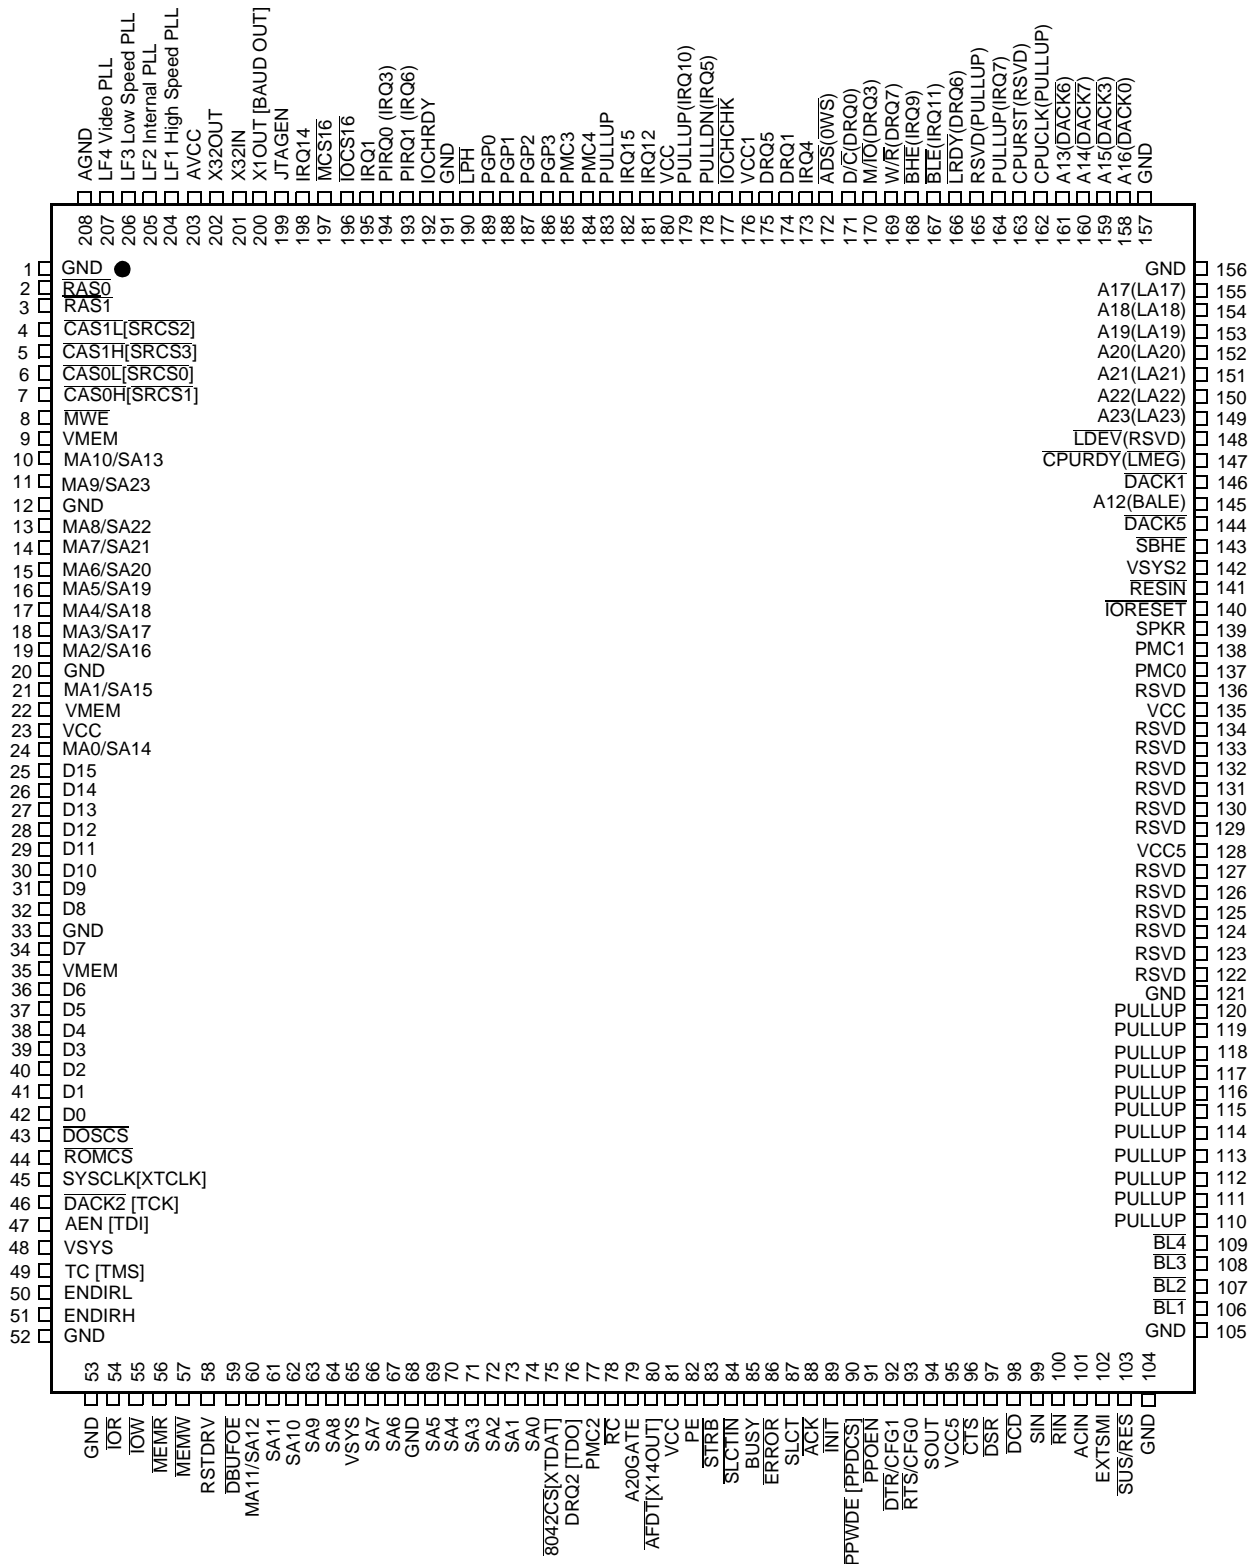 AGND
LF4 Video PLL
LF3 Low Speed PLL
LF2 Internal PLL
LF1 High Speed PLL
AVCC
X32OUT
X32IN
X1OUT [BAUD OUT]
JTAGEN
IRQ14
MCS16
IOCS16
IRQ1
PIRQ0 (IRQ3)
PIRQ1 (IRQ6)
IOCHRDY
GND
LPH
PGP0
PGP1
PGP2
PGP3
PMC3
PMC4
PULLUP
IRQ15
IRQ12
VCC
PULLUP(IRQ10)
PULLDN(IRQ5)
IOCHCHK
VCC1
DRQ5
DRQ1
IRQ4
ADS(0WS)
D/C(DRQ0)
M/IO(DRQ3)
W/R(DRQ7)
BHE(IRQ9)
BLE(IRQ11)
LRDY(DRQ6)
RSVD(PULLUP)
PULLUP(IRQ7)
CPURST(RSVD)
CPUCLK(PULLUP)
A13(DACK6)
A14(DACK7)
A15(DACK3)
A16(DACK0)
GND
208
207
206
205
204
203
202
201
200
199
198
197
196
195
194
193
192
191
190
189
188
187
186
185
184
183
182
181
180
179
178
177
176
175
174
173
172
171
170
169
168
167
166
165
164
163
162
161
160
159
158
157
1 GND
2 RAS0
3 RAS1
4 CAS1L[SRCS2]
5 CAS1H[SRCS3]
6 CAS0L[SRCS0]
7 CAS0H[SRCS1]
8 MWE
9 VMEM
10 MA10/SA13
11 MA9/SA23
12 GND
13 MA8/SA22
14 MA7/SA21
15 MA6/SA20
16 MA5/SA19
17 MA4/SA18
18 MA3/SA17
19 MA2/SA16
20 GND
21 MA1/SA15
22 VMEM
23 VCC
24 MA0/SA14
25 D15
26 D14
27 D13
28 D12
29 D11
30 D10
31 D9
32 D8
33 GND
34 D7
35 VMEM
36 D6
37 D5
38 D4
39 D3
40 D2
41 D1
42 D0
43 DOSCS
44 ROMCS
45 SYSCLK[XTCLK]
46 DACK2 [TCK]
47 AEN [TDI]
48 VSYS
49 TC [TMS]
50 ENDIRL
51 ENDIRH
52 GND
GND 156
A17(LA17) 155
A18(LA18) 154
A19(LA19) 153
A20(LA20) 152
A21(LA21) 151
A22(LA22) 150
A23(LA23) 149
LDEV(RSVD) 148
CPURDY(LMEG) 147
DACK1 146
A12(BALE) 145
DACK5 144
SBHE 143
VSYS2 142
RESIN 141
IORESET 140
SPKR 139
PMC1 138
PMC0 137
RSVD 136
VCC 135
RSVD 134
RSVD 133
RSVD 132
RSVD 131
RSVD 130
RSVD 129
VCC5 128
RSVD 127
RSVD 126
RSVD 125
RSVD 124
RSVD 123
RSVD 122
GND 121
PULLUP 120
PULLUP 119
PULLUP 118
PULLUP 117
PULLUP 116
PULLUP 115
PULLUP 114
PULLUP 113
PULLUP 112
PULLUP 111
PULLUP 110
BL4 109
BL3 108
BL2 107
BL1 106
GND 105
53
54
55
56
57
58
59
60
61
62
63
64
65
66
67
68
69
70
71
72
73
74
75
76
77
78
79
80
81
82
83
84
85
86
87
88
89
90
91
92
93
94
95
96
97
98
99
100
101
102
103
104
GND
IOR
IOW
MEMR
MEMW
RSTDRV
DBUFOE
MA11/SA12
SA11
SA10
SA9
SA8
VSYS
SA7
SA6
GND
SA5
SA4
SA3
SA2
SA1
SA0
8042CS[XTDAT]
DRQ2 [TDO]
PMC2
RC
A20GATE
AFDT[X14OUT]
VCC
PE
STRB
SLCTIN
BUSY
ERROR
SLCT
ACK
INIT
PPWDE [PPDCS]
PPOEN
DTR/CFG1
RTS/CFG0
SOUT
VCC5
CTS
DSR
DCD
SIN
RIN
ACIN
EXTSMI
SUS/RES
GND